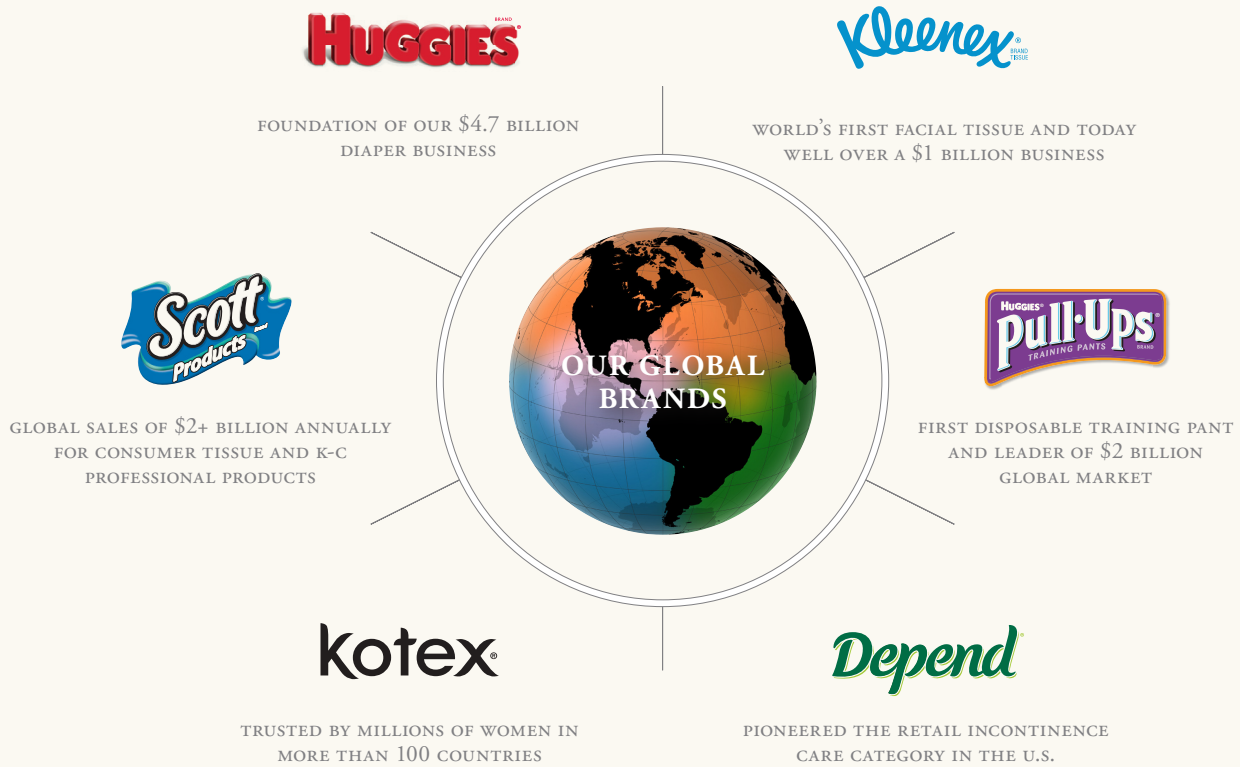 HUGGIES BRAND ®
Kleenex ® BRAND TISSUE
FOUNDATION OF OUR $4.7 BILLION
DIAPER BUSINESS
WORLD'S FIRST FACIAL TISSUE AND TODAY
WELL OVER A $1 BILLION BUSINESS
Scott ®
Products BRAND
GLOBAL SALES OF $2+ BILLION ANNUALLY
FOR CONSUMER TISSUE AND K-C
PROFESSIONAL PRODUCTS
OUR GLOBAL
BRANDS
HUGGIES®
Pull·Ups®
TRAINING PANTS BRAND
FIRST DISPOSABLE TRAINING PANT
AND LEADER OF $2 BILLION
GLOBAL MARKET
kotex®
TRUSTED BY MILLIONS OF WOMEN IN
MORE THAN 100 COUNTRIES
Depend®
PIONEERED THE RETAIL INCONTINENCE
CARE CATEGORY IN THE U.S.